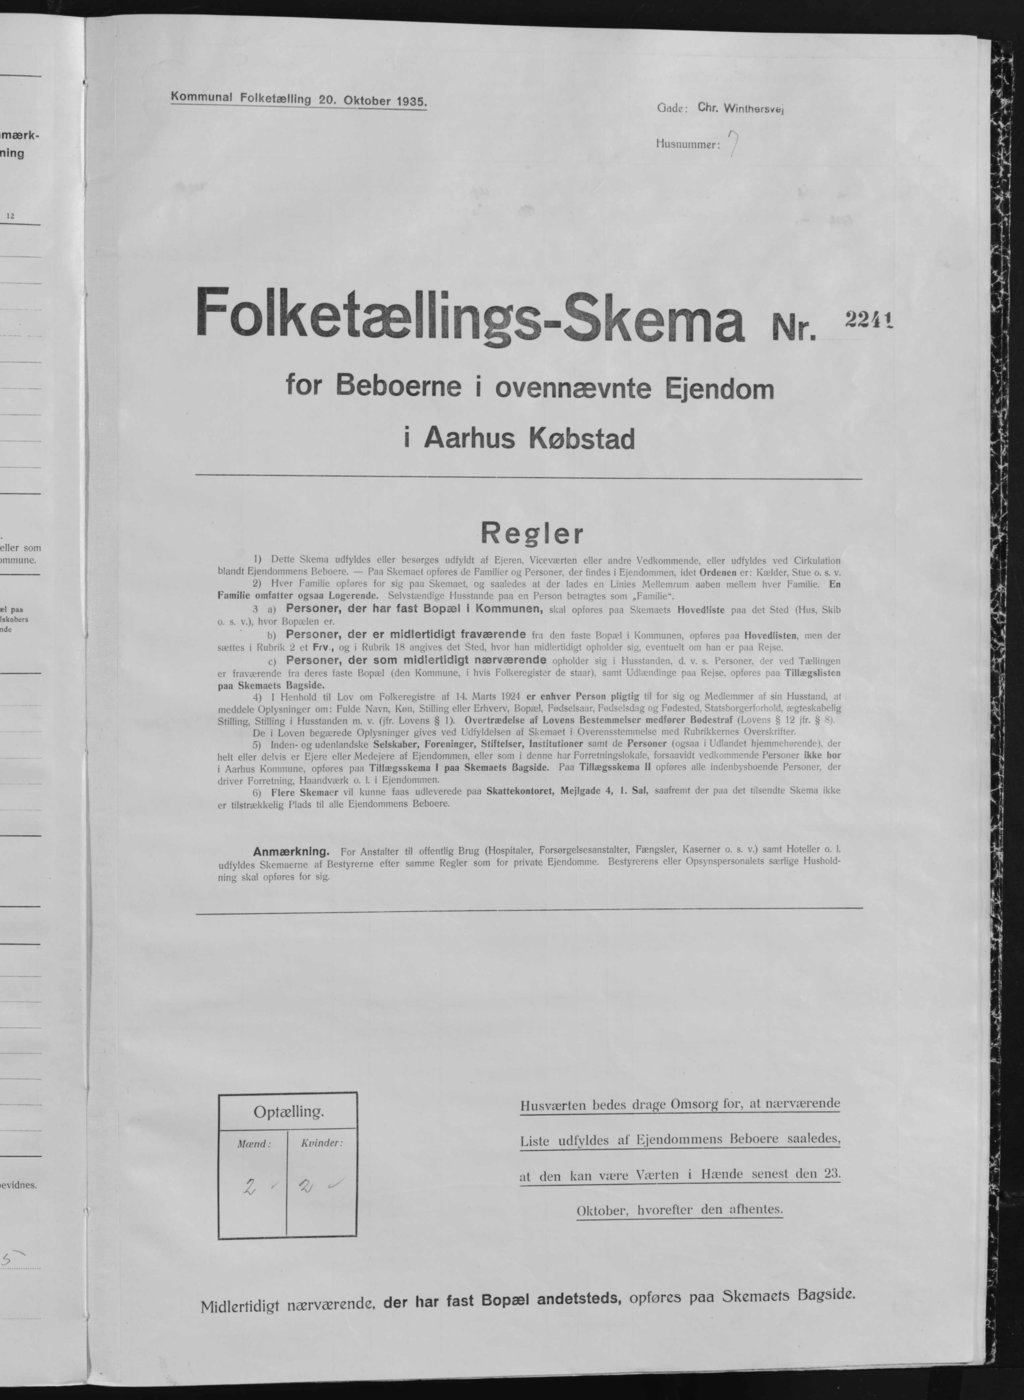 mærk-
ning
12
eller som
ommune.
el paa
lskabers
nde
evidnes.
5
Kommunal Folketælling 20. Oktober 1935.
Gade: Chr. Winthersvej
Husnummer: 7
Folketællings-Skema Nr. 2241
for Beboerne i ovennævnte Ejendom
i Aarhus Købstad
Regler
1) Dette Skema udfyldes eller besørges udfyldt af Ejeren, Viceværten eller andre Vedkommende, eller udfyldes ved Cirkulation
blandt Ejendommens Beboere. — Paa Skemaet opføres de Familier og Personer, der findes i Ejendommen, idet Ordenen er: Kælder, Stue o. s. v.
2) Hver Familie opføres for sig paa Skemaet, og saaledes at der lades en Linies Mellemrum aaben mellem hver Familie. En
Familie omfatter ogsaa Logerende. Selvstændige Husstande paa en Person betragtes som „Familie“.
3 a) Personer, der har fast Bopæl i Kommunen, skal opføres paa Skemaets Hovedliste paa det Sted (Hus, Skib
o. s. v.), hvor Bopælen er.
b) Personer, der er midlertidigt fraværende fra den faste Bopæl i Kommunen, opføres paa Hovedlisten, men der
sættes i Rubrik 2 et Frv., og i Rubrik 18 angives det Sted, hvor han midlertidigt opholder sig, eventuelt om han er paa Rejse.
c) Personer, der som midlertidigt nærværende opholder sig i Husstanden, d. v. s. Personer, der ved Tællingen
er fraværende fra deres faste Bopæl (den Kommune, i hvis Folkeregister de staar), samt Udlændinge paa Rejse, opføres paa Tillægslisten
paa Skemaets Bagside.
4) I Henhold til Lov om Folkeregistre af 14. Marts 1924 er enhver Person pligtig til for sig og Medlemmer af sin Husstand, at
meddele Oplysninger om: Fulde Navn, Køn, Stilling eller Erhverv, Bopæl, Fødselsaar, Fødselsdag og Fødested, Statsborgerforhold, ægteskabelig
Stilling, Stilling i Husstanden m. v. (jfr. Lovens § 1). Overtrædelse af Lovens Bestemmelser medfører Bødestraf (Lovens § 12 jfr. § 8).
De i Loven begærede Oplysninger gives ved Udfyldelsen af Skemaet i Overensstemmelse med Rubrikkernes Overskrifter.
5) Inden- og udenlandske Selskaber, Foreninger, Stiftelser, Institutioner samt de Personer (ogsaa i Udlandet hjemmehørende), der
helt eller delvis er Ejere eller Medejere af Ejendommen, eller som i denne har Forretningslokale, forsaavidt vedkommende Personer ikke bor
i Aarhus Kommune, opføres paa Tillægsskema I paa Skemaets Bagside. Paa Tillægsskema II opføres alle indenbysboende Personer, der
driver Forretning, Haandværk o. l. i Ejendommen.
6) Flere Skemaer vil kunne faas udleverede paa Skattekontoret, Mejlgade 4, 1. Sal, saafremt der paa det tilsendte Skema ikke
er tilstrækkelig Plads til alle Ejendommens Beboere.
Anmærkning. For Anstalter til offentlig Brug (Hospitaler, Forsørgelsesanstalter, Fængsler, Kaserner o. s. v.) samt Hoteller o. l.
udfyldes Skemaerne af Bestyrerne efter samme Regler som for private Ejendomme. Bestyrerens eller Opsynspersonalets særlige Hushold-
ning skal opføres for sig.
Optælling.
Mænd: Kvinder:
2 2
Husværten bedes drage Omsorg for, at nærværende
Liste udfyldes af Ejendommens Beboere saaledes,
at den kan være Værten i Hænde senest den 23.
Oktober, hvorefter den afhentes.
Midlertidigt nærværende, der har fast Bopæl andetsteds, opføres paa Skemaets Bagside.